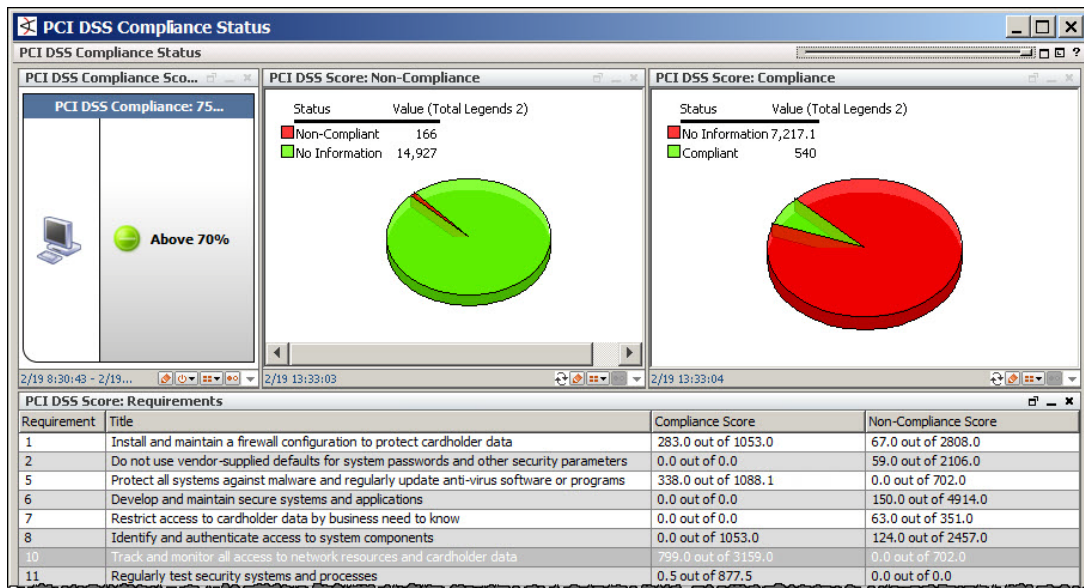 PCI DSS Compliance Status
PCI DSS Compliance Status
?
PCI DSS Compliance Sco...
PCI DSS Compliance: 75...
Above 70%
2/19 8:30:43 - 2/19...
PCI DSS Score: Non-Compliance
Status Value (Total Legends 2)
Non-Compliant 166
No Information 14,927
2/19 13:33:03
PCI DSS Score: Compliance
Status Value (Total Legends 2)
No Information 7,217.1
Compliant 540
2/19 13:33:04
PCI DSS Score: Requirements
Requirement Title Compliance Score Non-Compliance Score
1 Install and maintain a firewall configuration to protect cardholder data 283.0 out of 1053.0 67.0 out of 2808.0
2 Do not use vendor-supplied defaults for system passwords and other security parameters 0.0 out of 0.0 59.0 out of 2106.0
5 Protect all systems against malware and regularly update anti-virus software or programs 338.0 out of 1088.1 0.0 out of 702.0
6 Develop and maintain secure systems and applications 0.0 out of 0.0 150.0 out of 4914.0
7 Restrict access to cardholder data by business need to know 0.0 out of 0.0 63.0 out of 351.0
8 Identify and authenticate access to system components 0.0 out of 1053.0 124.0 out of 2457.0
10 Track and monitor all access to network resources and cardholder data 799.0 out of 3159.0 0.0 out of 702.0
11 Regularly test security systems and processes 0.5 out of 877.5 0.0 out of 0.0